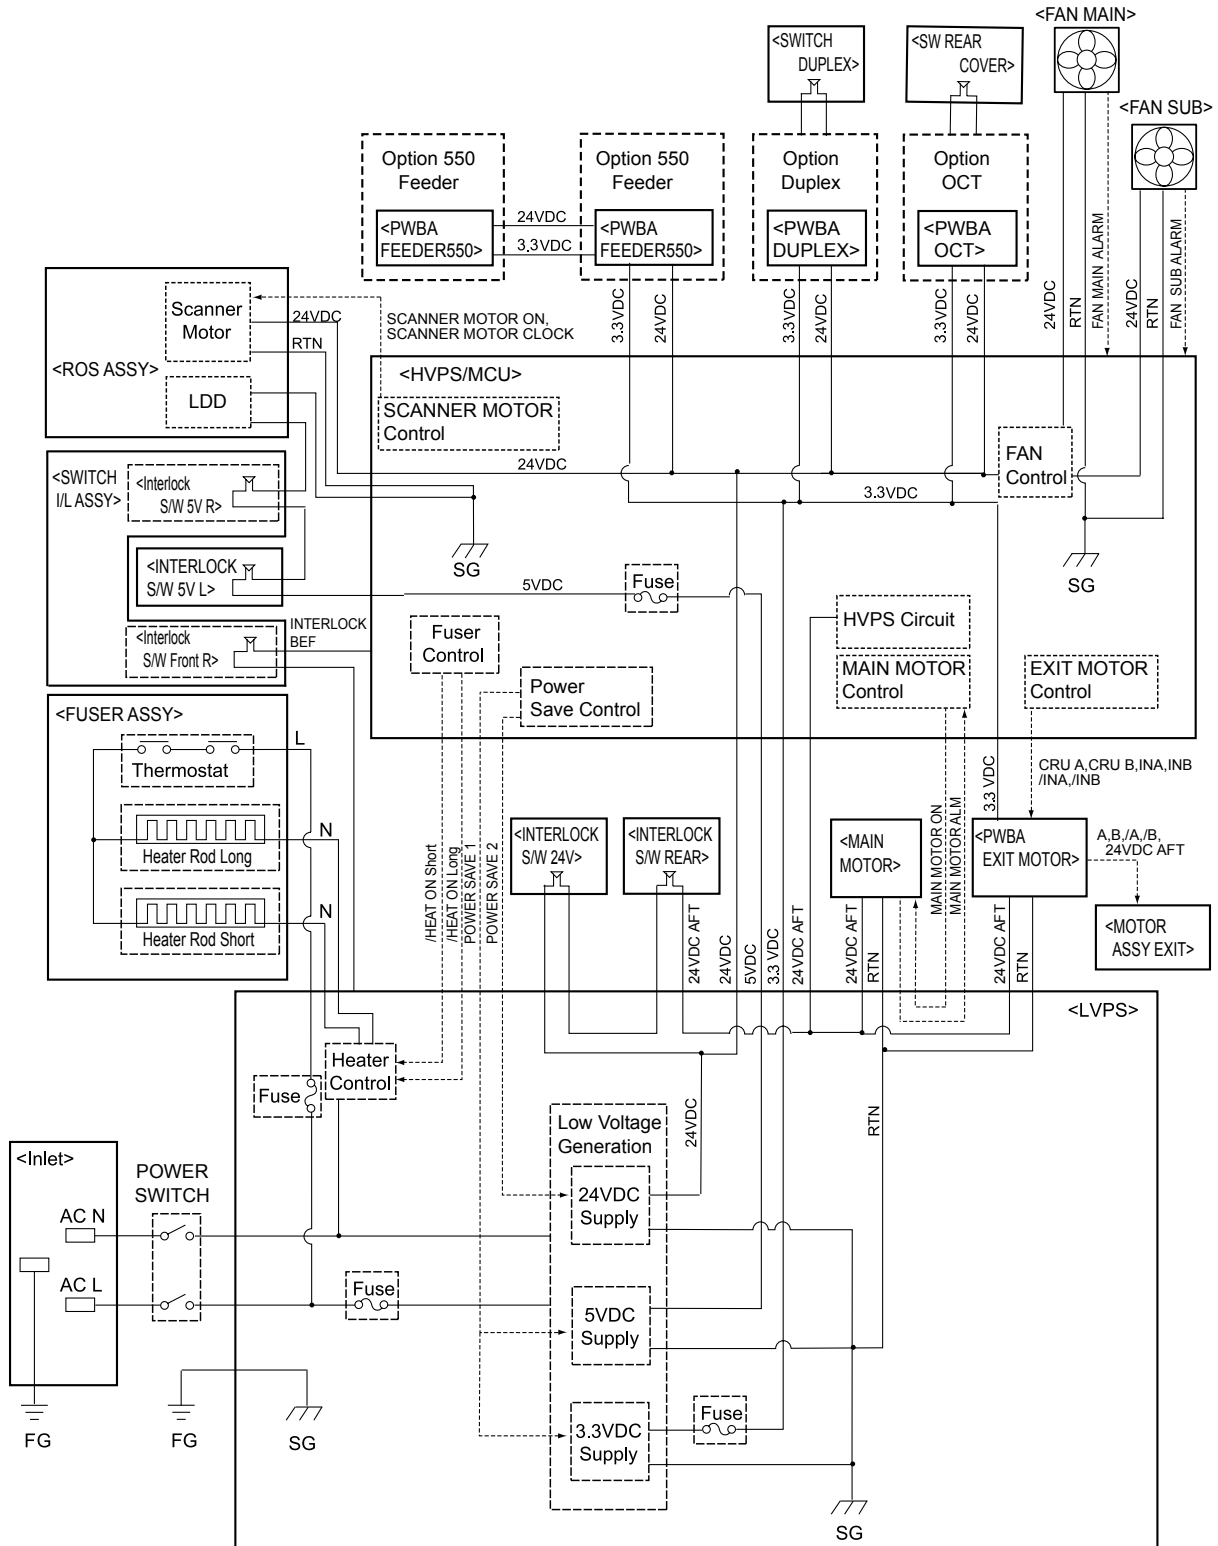 <FAN MAIN>
<SWITCH
DUPLEX>
<SW REAR
COVER>
<FAN SUB>
Option 550
Feeder
Option 550
Feeder
Option
Duplex
Option
OCT
<PWBA
FEEDER550>
24VDC
3.3VDC
<PWBA
FEEDER550>
<PWBA
DUPLEX>
<PWBA
OCT>
3.3VDC
24VDC
3.3VDC
24VDC
3.3VDC
24VDC
24VDC
RTN
FAN MAIN ALARM
24VDC
RTN
FAN SUB ALARM
Scanner
Motor
24VDC
RTN
SCANNER MOTOR ON,
SCANNER MOTOR CLOCK
<ROS ASSY>
LDD
<HVPS/MCU>
SCANNER MOTOR
Control
24VDC
FAN
Control
3.3VDC
<SWITCH
I/L ASSY>
<Interlock
S/W 5V R>
<INTERLOCK
S/W 5V L>
SG
SG
5VDC
Fuse
<Interlock
S/W Front R>
INTERLOCK
BEF
Fuser
Control
Power
Save Control
HVPS Circuit
MAIN MOTOR
Control
EXIT MOTOR
Control
<FUSER ASSY>
L
Thermostat
N
Heater Rod Long
N
Heater Rod Short
/HEAT ON Short
/HEAT ON Long
POWER SAVE 1
POWER SAVE 2
<INTERLOCK
S/W 24V>
<INTERLOCK
S/W REAR>
24VDC AFT
24VDC
5VDC
3.3 VDC
24VDC AFT
<MAIN
MOTOR>
24VDC AFT
RTN
MAIN MOTOR ON
MAIN MOTOR ALM
3.3 VDC
CRU A,CRU B,INA,INB
/INA,/INB
<PWBA
EXIT MOTOR>
A,B,/A,/B,
24VDC AFT
24VDC AFT
RTN
<MOTOR
ASSY EXIT>
<LVPS>
Heater
Control
Fuse
Low Voltage
Generation
24VDC
RTN
<Inlet>
POWER
SWITCH
AC N
AC L
24VDC
Supply
Fuse
5VDC
Supply
3.3VDC
Supply
Fuse
FG
FG
SG
SG